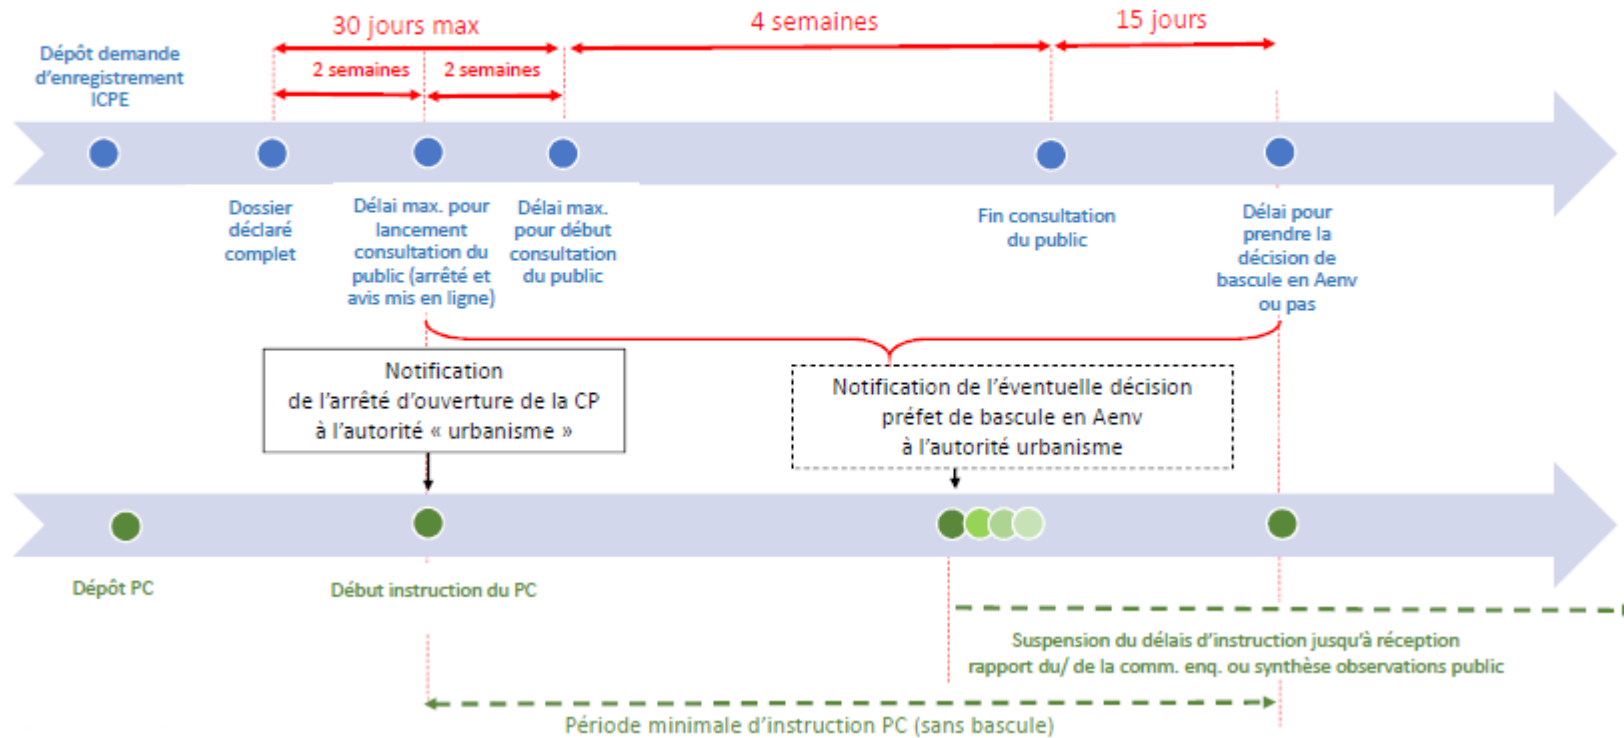 30 jours max
4 semaines
15 jours
Dépôt demande
d'enregistrement
ICPE
2 semaines
2 semaines
Dossier
déclaré
complet
Délai max. pour
lancement
consultation du
public (arrêté et
avis mis en ligne)
Délai max.
pour début
consultation
du public
Fin consultation
du public
Délai pour
prendre la
décision de
bascule en Aenv
ou pas
Notification
de l'arrêté d'ouverture de la CP
à l'autorité « urbanisme »
Notification de l'éventuelle décision
préfet de bascule en Aenv
à l'autorité urbanisme
Dépôt PC
Début instruction du PC
Suspension du délais d'instruction jusqu'à réception
rapport du/ de la comm. enq. ou synthèse observations public
Période minimale d'instruction PC (sans bascule)